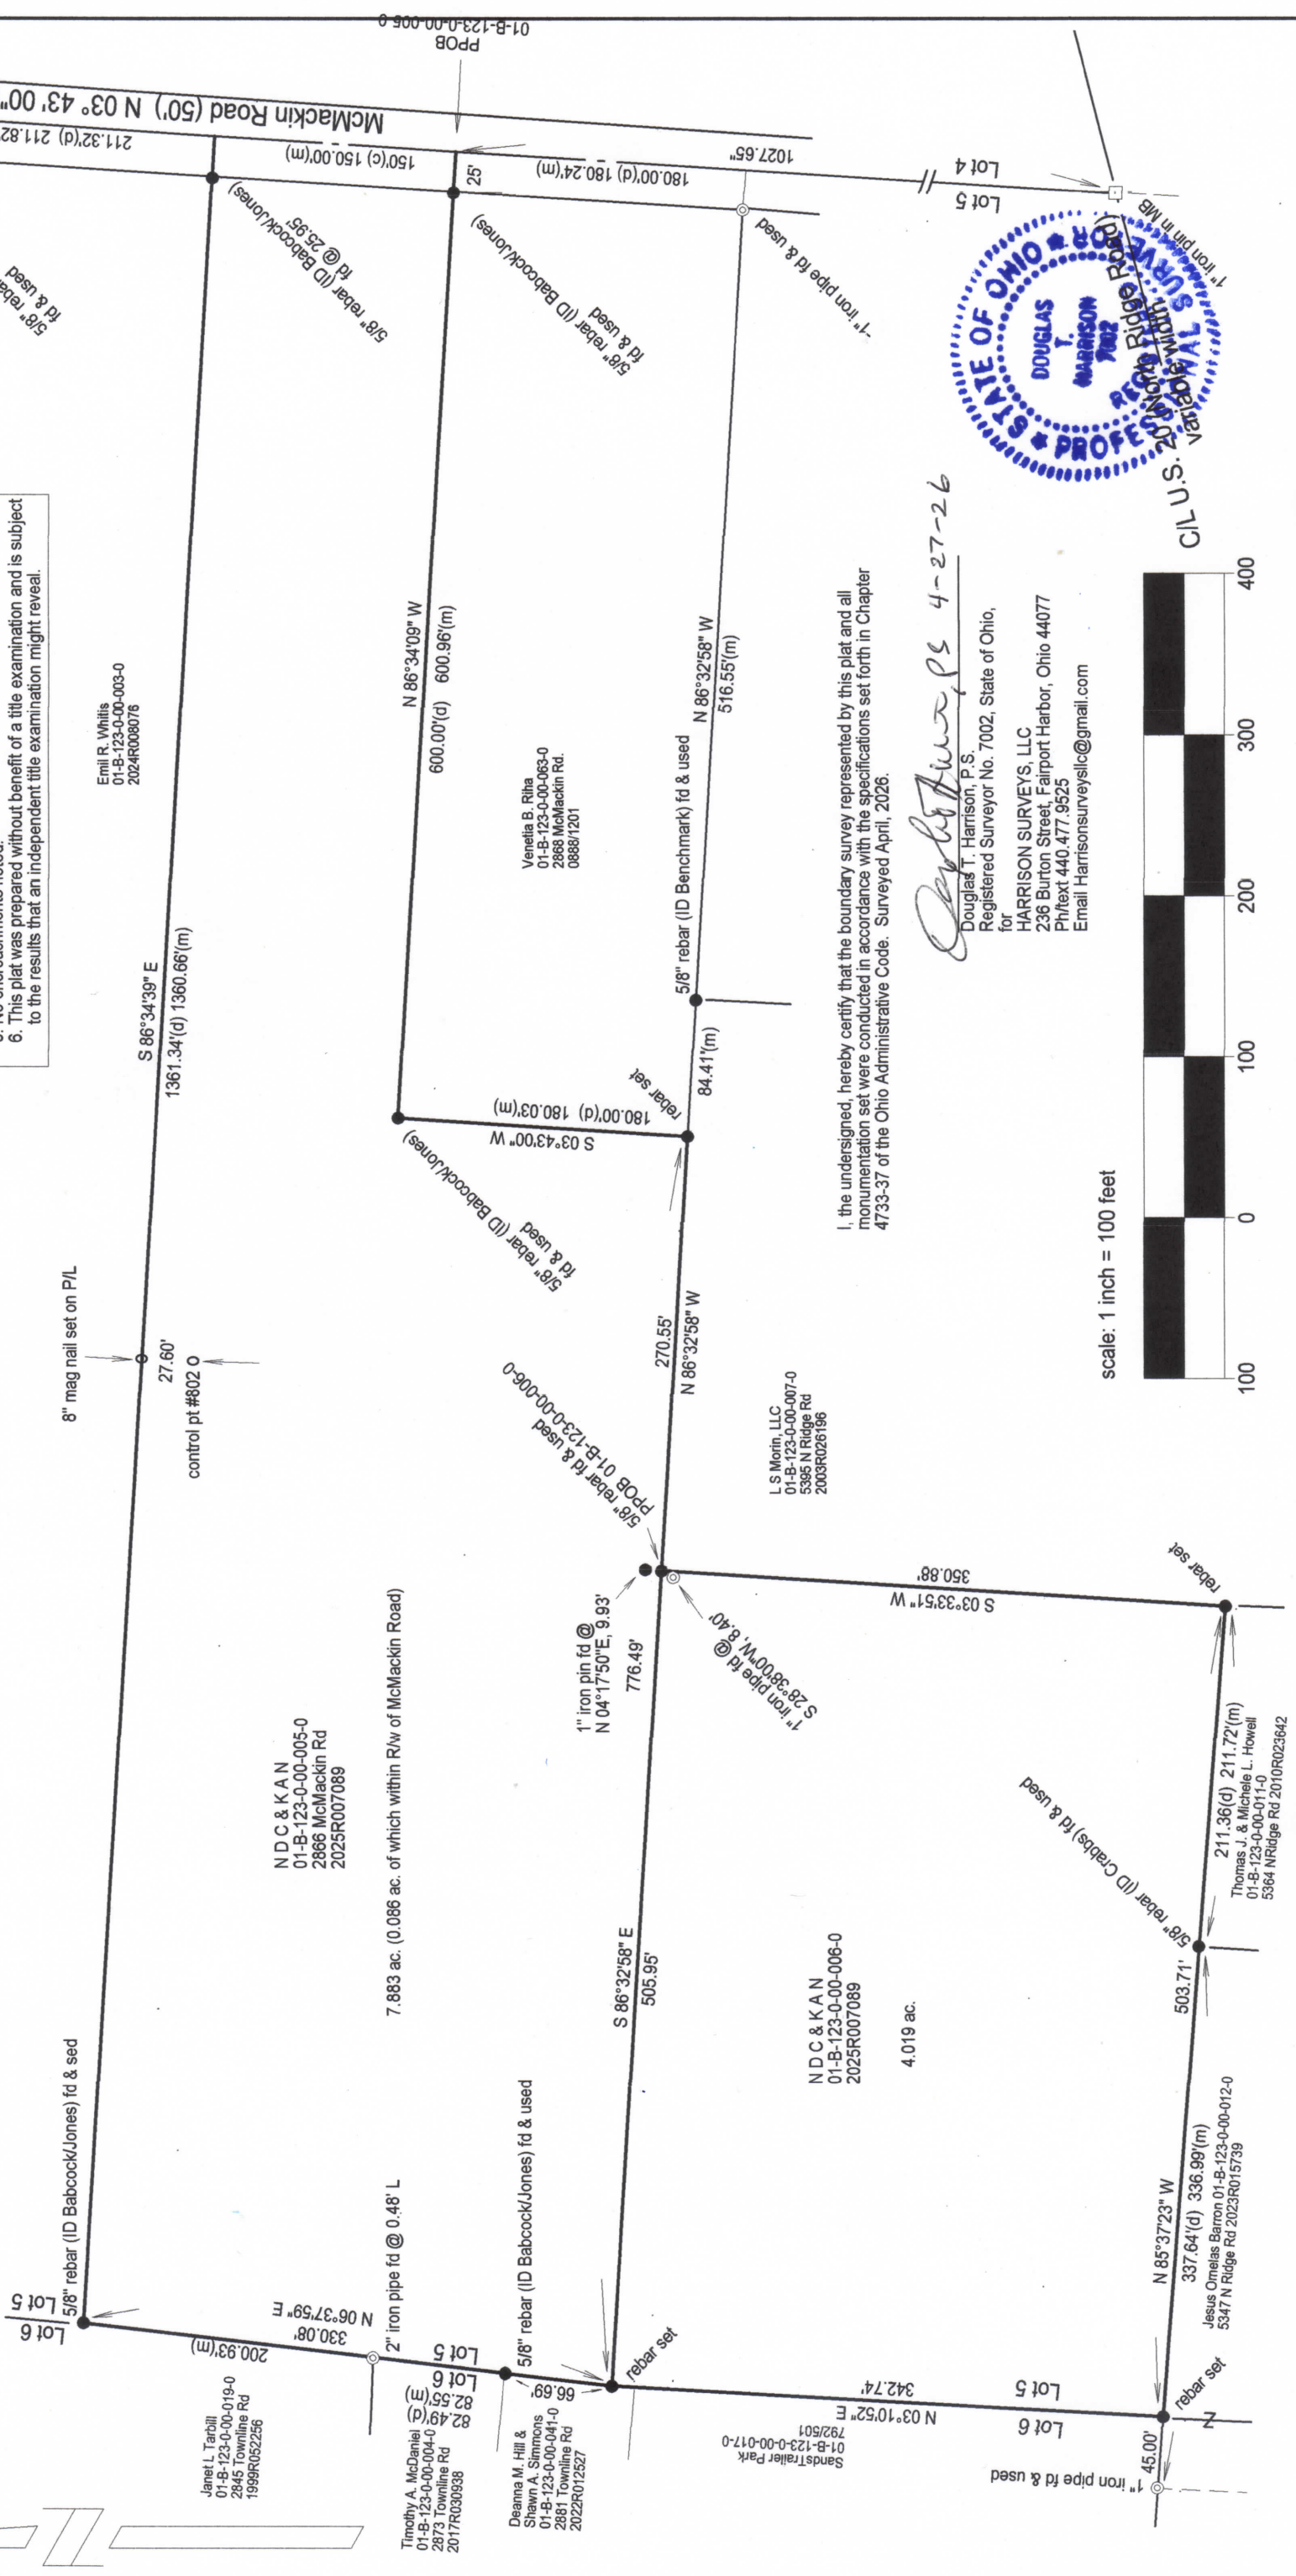 01-B-123-0-00-005-0
PPOB
McMackin Road (50') N 03° 43' 00"
211.32'(d) 211.82'
150'(c) 150.00'(m)
25'
180.00'(d) 180.24'(m)
1027.65"
Lot 4
Lot 5
1" iron pin in MB
5/8" rebar
fd & used
5/8" rebar (ID Babcock/Jones)
fd @ 25.95'
5/8" rebar (ID Babcock/Jones)
fd & used
1" iron pipe fd & used
6. This plat was prepared without benefit of a title examination and is subject
to the results that an independent title examination might reveal.
Emil R. Whitis
01-B-123-0-00-003-0
2024R008076
S 86°34'39" E
1361.34'(d) 1360.66'(m)
N 86°34'09" W
600.00'(d) 600.96'(m)
Venetia B. Riha
01-B-123-0-00-063-0
2868 McMackin Rd.
0888/1201
N 86°32'58" W
516.55'(m)
5/8" rebar (ID Benchmark) fd & used
84.41'(m)
rebar set
S 03°43'00" W
180.00'(d) 180.03'(m)
5/8" rebar (ID Babcock/Jones)
fd & used
8" mag nail set on P/L
27.60'
control pt #802
270.55'
N 86°32'58" W
5/8" rebar fd & used
PPOB 01-B-123-0-00-006-0
L S Morin, LLC
01-B-123-0-00-007-0
5395 N Ridge Rd
2003R026196
1" iron pin fd @
N 04°17'50"E, 9.93'
776.49'
1" iron pipe fd @
S 28°38'00"W, 8.40'
S 03°33'51" W
350.88'
rebar set
N D C & K A N
01-B-123-0-00-005-0
2866 McMackin Rd
2025R007089
7.883 ac. (0.086 ac. of which within R/w of McMackin Road)
S 86°32'58" E
505.95'
N D C & K A N
01-B-123-0-00-006-0
2025R007089
4.019 ac.
5/8" rebar (ID Crabbs) fd & used
211.36(d) 211.72'(m)
Thomas J. & Michele L. Howell
01-B-123-0-00-011-0
5364 NRidge Rd 2010R023642
503.71'
N 85°37'23" W
337.64'(d) 336.99'(m)
Jesus Ornelas Barron 01-B-123-0-00-012-0
5347 N Ridge Rd 2023R015739
5/8" rebar (ID Babcock/Jones) fd & sed
Lot 5
Lot 6
N 06°37'59" E
330.08'
200.93'(m)
2" iron pipe fd @ 0.48' L
Lot 5
Lot 6
82.49'(d)
82.55'(m)
5/8" rebar (ID Babcock/Jones) fd & used
66.69'
rebar set
342.74'
N 03°10'52" E
Lot 5
Lot 6
rebar set
45.00'
1" iron pipe fd & used
N
Janet L Tarbill
01-B-123-0-00-019-0
2845 Townline Rd
1999R052256
Timothy A. McDaniel
01-B-123-0-00-004-0
2873 Townline Rd
2017R030938
Deanna M. Hill &
Shawn A. Simmons
01-B-123-0-00-041-0
2881 Townline Rd
2022R012527
SandsTrailer Park
01-B-123-0-00-017-0
792/501
I, the undersigned, hereby certify that the boundary survey represented by this plat and all
monumentation set were conducted in accordance with the specifications set forth in Chapter
4733-37 of the Ohio Administrative Code. Surveyed April, 2026.
PS 4-27-26
Douglas T. Harrison, P.S.
Registered Surveyor No. 7002, State of Ohio,
for
HARRISON SURVEYS, LLC
236 Burton Street, Fairport Harbor, Ohio 44077
Ph/text 440.477.9525
Email Harrisonsurveysllc@gmail.com
STATE OF OHIO
DOUGLAS
T.
HARRISON
7002
PROFESSIONAL SURVEYOR
C/L U.S. 20 (North Ridge Road)
variable width
scale: 1 inch = 100 feet
100 0 100 200 300 400